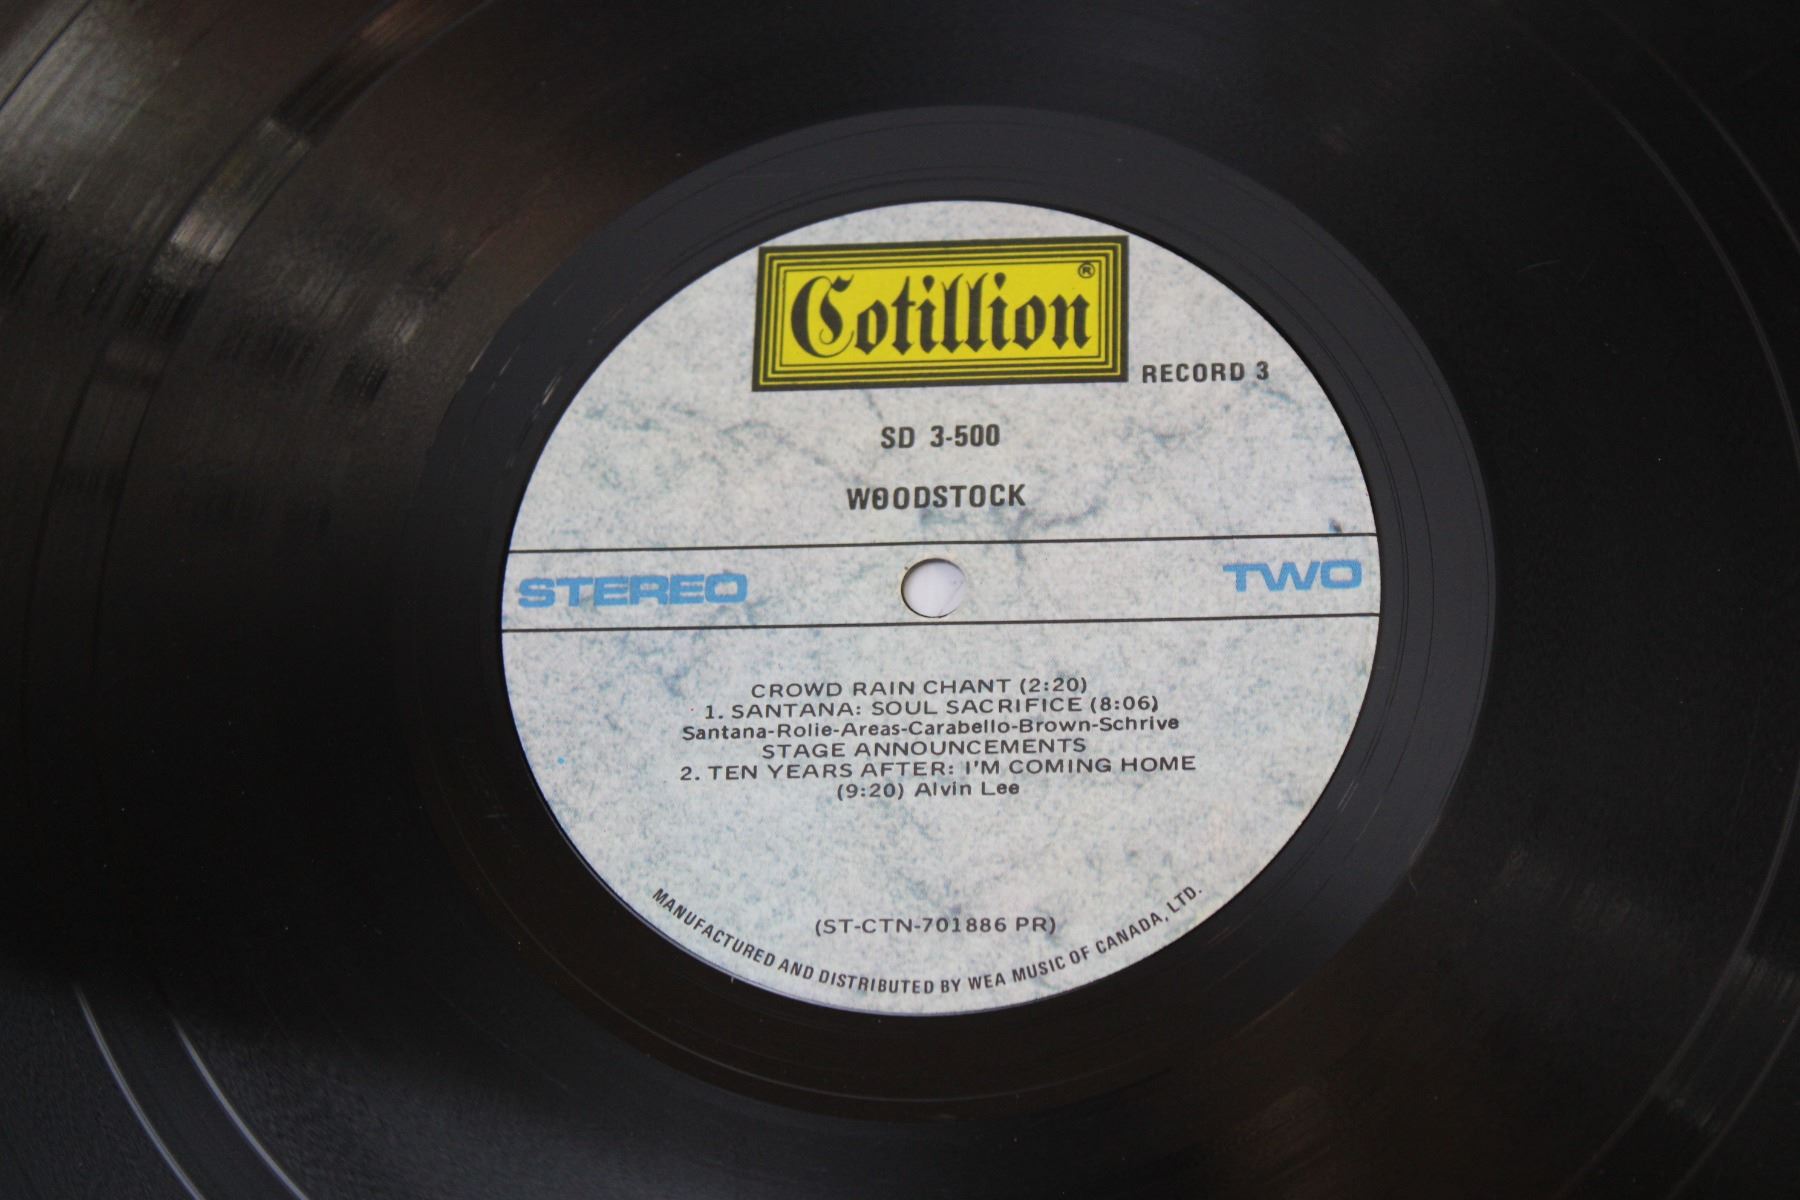 Cotillion ®
RECORD 3
SD 3-500
WOODSTOCK
STEREO
TWO
CROWD RAIN CHANT (2:20)
1. SANTANA: SOUL SACRIFICE (8:06)
Santana-Rolie-Areas-Carabello-Brown-Schrive
STAGE ANNOUNCEMENTS
2. TEN YEARS AFTER: I'M COMING HOME
(9:20) Alvin Lee
(ST-CTN-701886 PR)
MANUFACTURED AND DISTRIBUTED BY WEA MUSIC OF CANADA, LTD.